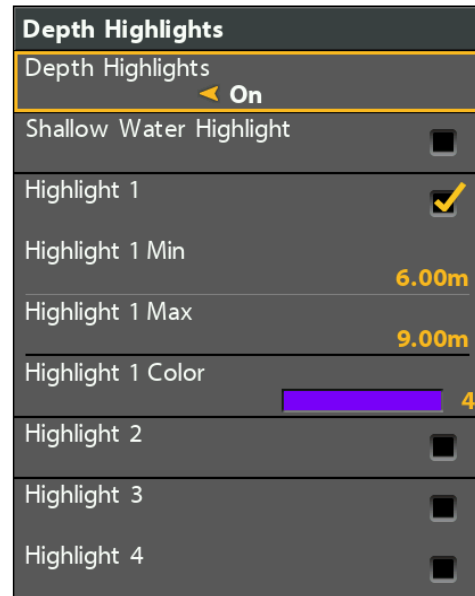 Depth Highlights
Depth Highlights
On
Shallow Water Highlight
Highlight 1
Highlight 1 Min
6.00m
Highlight 1 Max
9.00m
Highlight 1 Color
4
Highlight 2
Highlight 3
Highlight 4